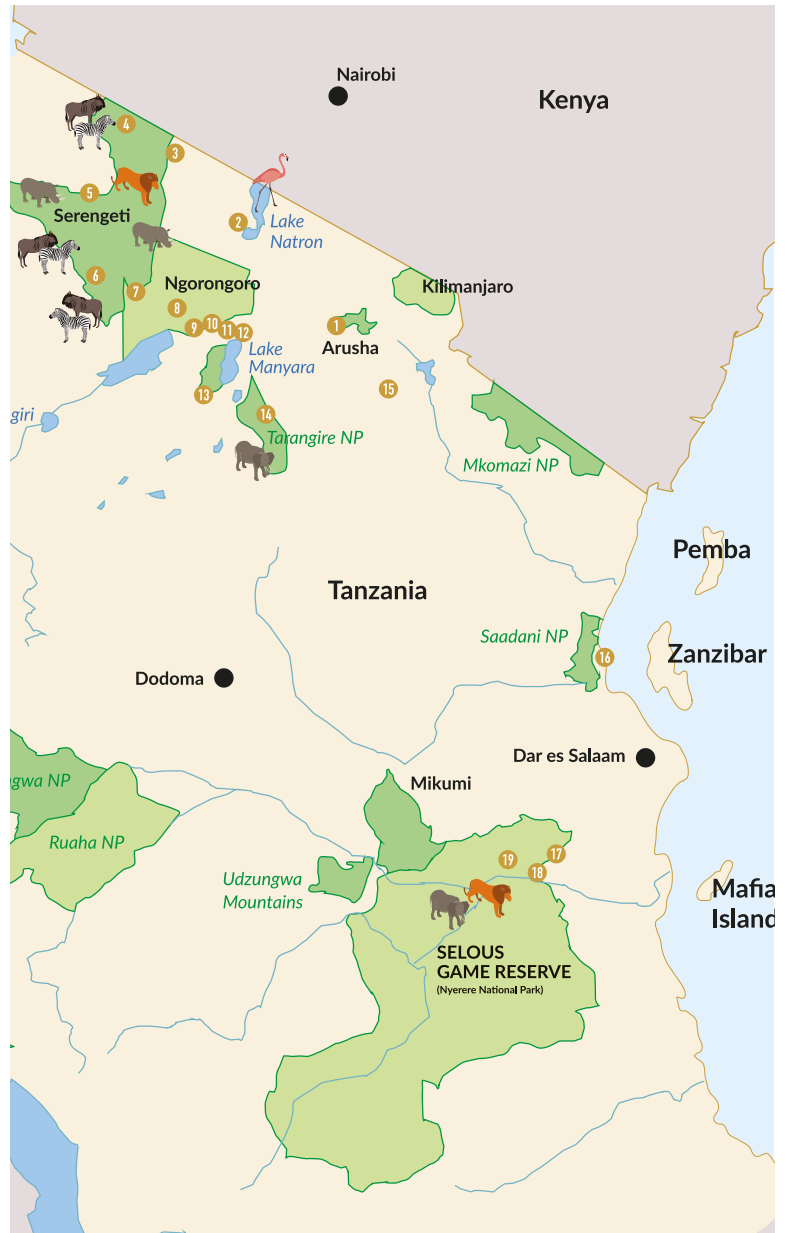 Nairobi
Kenya
4
3
5
Serengeti
2
Lake
Natron
6
7
Ngorongoro
Kilimanjaro
8
9
10
11
12
1
Arusha
Lake
Manyara
13
15
giri
14
Tarangire NP
Mkomazi NP
Pemba
Tanzania
Saadani NP
16
Zanzibar
Dodoma
Dar es Salaam
ngwa NP
Mikumi
Ruaha NP
19
17
18
Udzungwa
Mountains
Mafia
Island
SELOUS
GAME RESERVE
(Nyerere National Park)